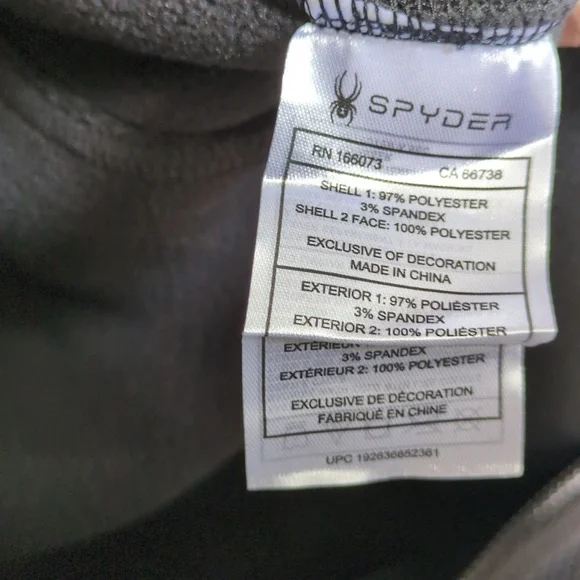 SPYDER
RN 166073 CA 66738
SHELL 1: 97% POLYESTER
3% SPANDEX
SHELL 2 FACE: 100% POLYESTER
EXCLUSIVE OF DECORATION
MADE IN CHINA
EXTERIOR 1: 97% POLIÉSTER
3% SPANDEX
EXTERIOR 2: 100% POLIÉSTER
3% SPANDEX
EXTÉRIEUR 2: 100% POLYESTER
EXCLUSIVE DE DÉCORATION
FABRIQUÉ EN CHINE
UPC 192636652361